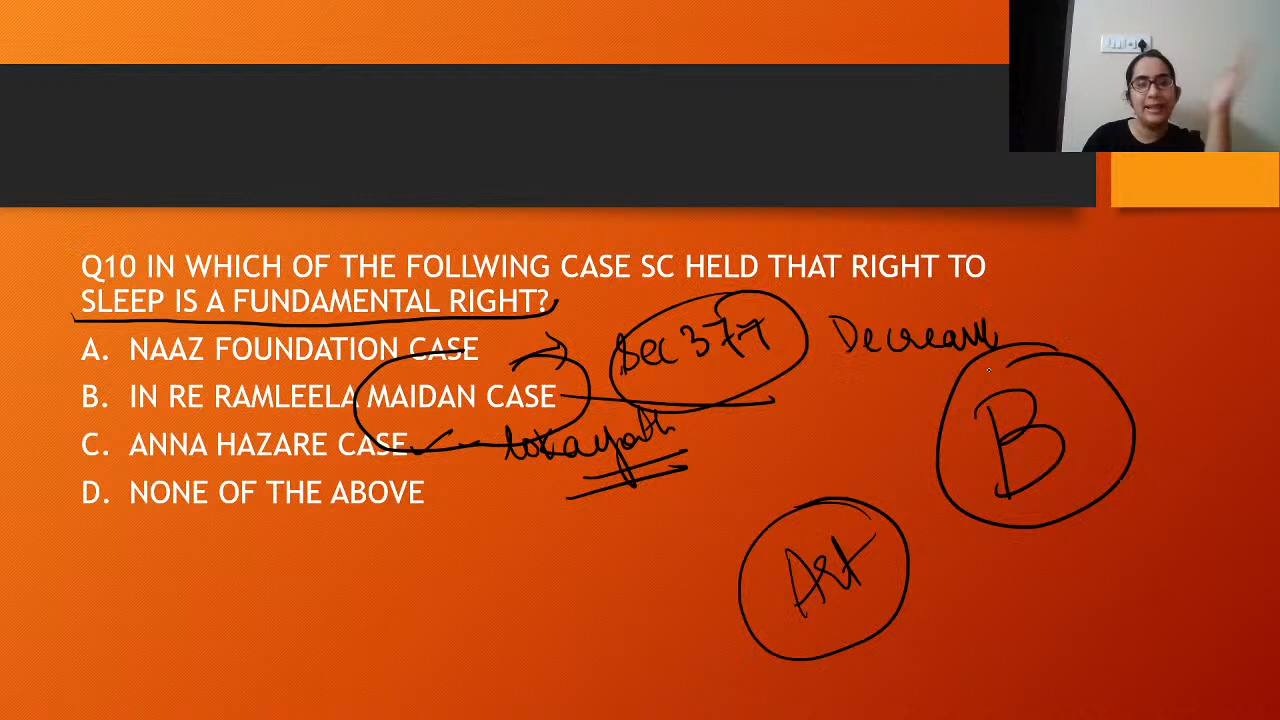 Q10 IN WHICH OF THE FOLLWING CASE SC HELD THAT RIGHT TO
SLEEP IS A FUNDAMENTAL RIGHT?
A. NAAZ FOUNDATION CASE
Sec 377
B. IN RE RAMLEELA MAIDAN CASE
B
C. ANNA HAZARE CASE
D. NONE OF THE ABOVE
Art